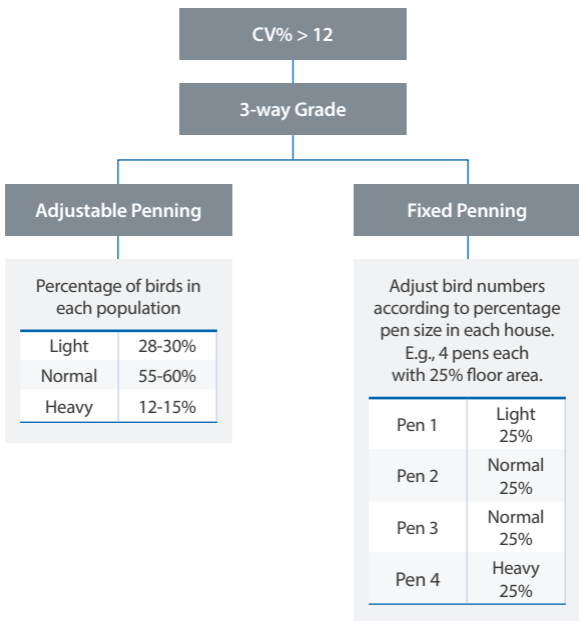 CV% > 12
3-way Grade
Adjustable Penning
Percentage of birds in
each population
Light 28-30%
Normal 55-60%
Heavy 12-15%
Fixed Penning
Adjust bird numbers
according to percentage
pen size in each house.
E.g., 4 pens each
with 25% floor area.
Pen 1 Light
25%
Pen 2 Normal
25%
Pen 3 Normal
25%
Pen 4 Heavy
25%